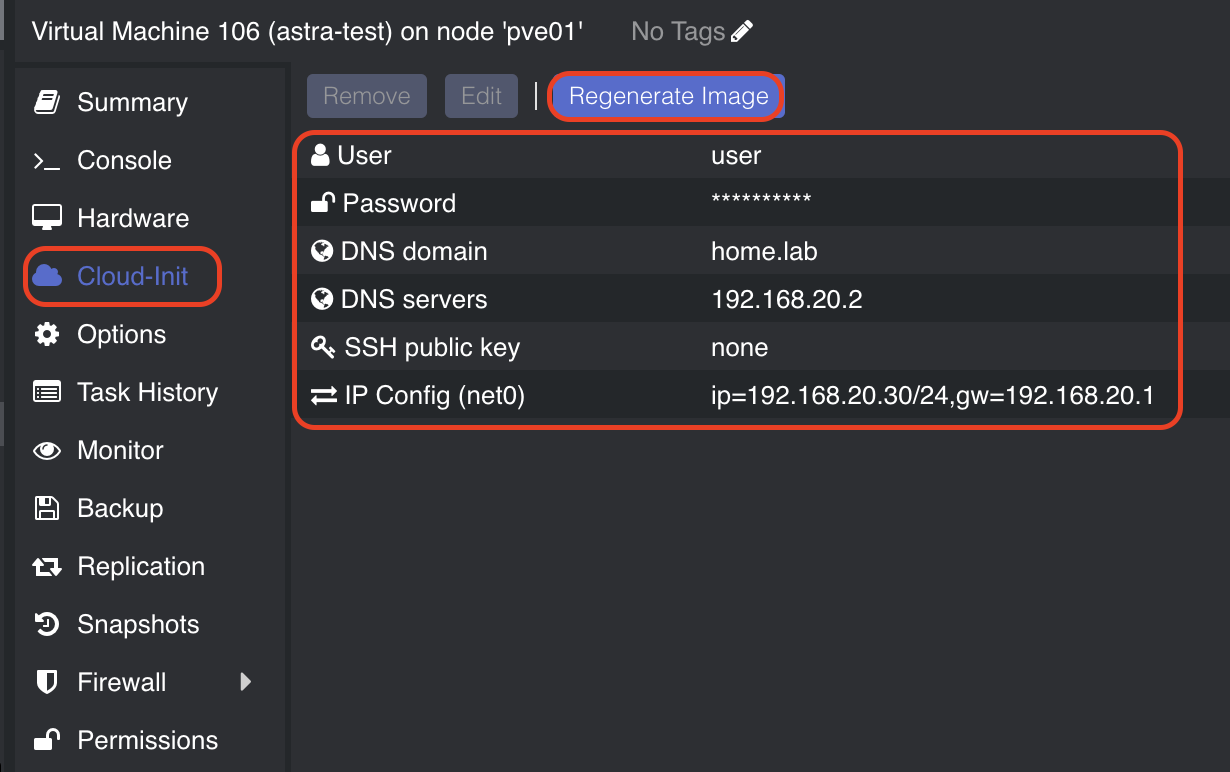 Virtual Machine 106 (astra-test) on node 'pve01' No Tags
Summary
Console
Hardware
Cloud-Init
Options
Task History
Monitor
Backup
Replication
Snapshots
Firewall
Permissions
Remove Edit Regenerate Image
User user
Password **********
DNS domain home.lab
DNS servers 192.168.20.2
SSH public key none
IP Config (net0) ip=192.168.20.30/24,gw=192.168.20.1